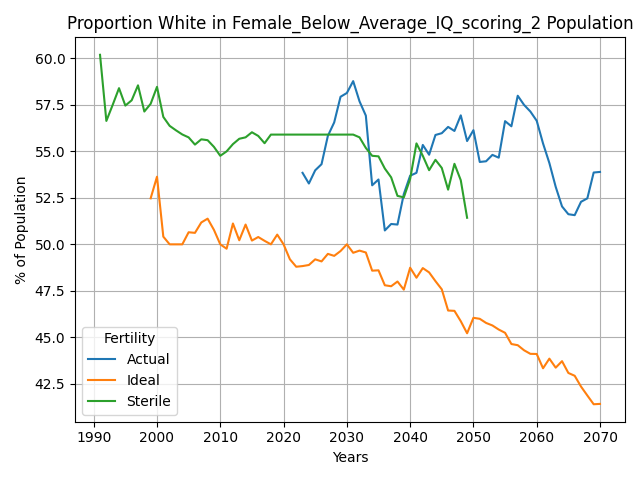 Proportion White in Female_Below_Average_IQ_scoring_2 Population
% of Population
60.0
57.5
55.0
52.5
50.0
47.5
45.0
42.5
Fertility
Actual
Ideal
Sterile
1990 2000 2010 2020 2030 2040 2050 2060 2070
Years